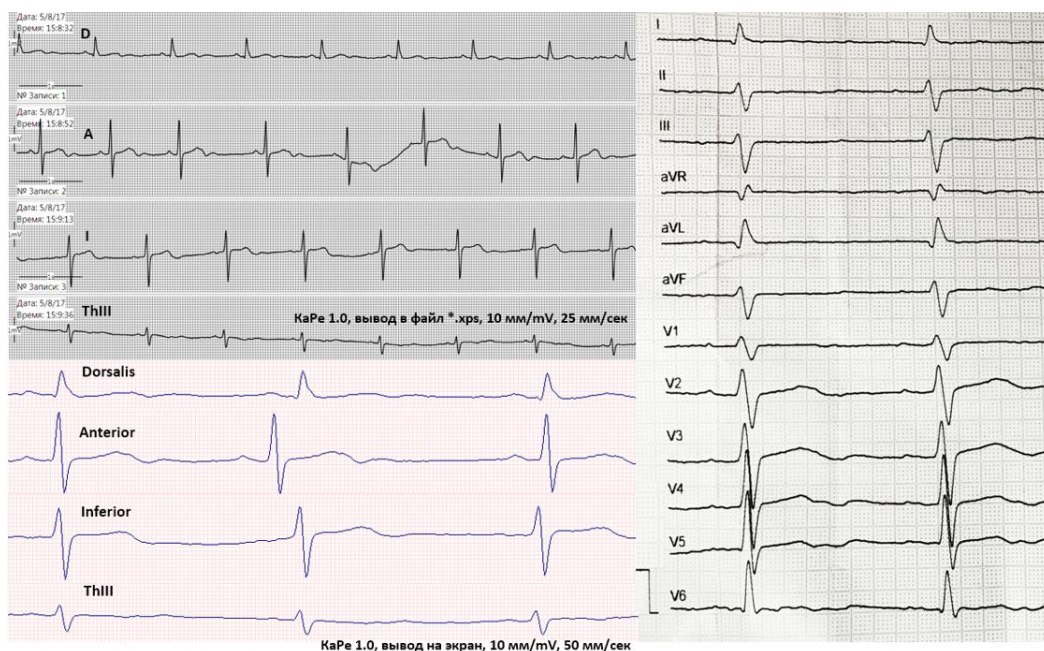 Дата: 5/8/17
Время: 15:8:32
D
1mV
1s
№ Записи: 1
Дата: 5/8/17
Время: 15:8:52
A
1mV
1s
№ Записи: 2
Дата: 5/8/17
Время: 15:9:13
I
1mV
1s
№ Записи: 3
Дата: 5/8/17
Время: 15:9:36
ThIII
1mV
КаРе 1.0, вывод в файл *.xps, 10 мм/mV, 25 мм/сек
Dorsalis
Anterior
Inferior
ThIII
КаРе 1.0, вывод на экран, 10 мм/mV, 50 мм/сек
I
II
III
aVR
aVL
aVF
V1
V2
V3
V4
V5
V6